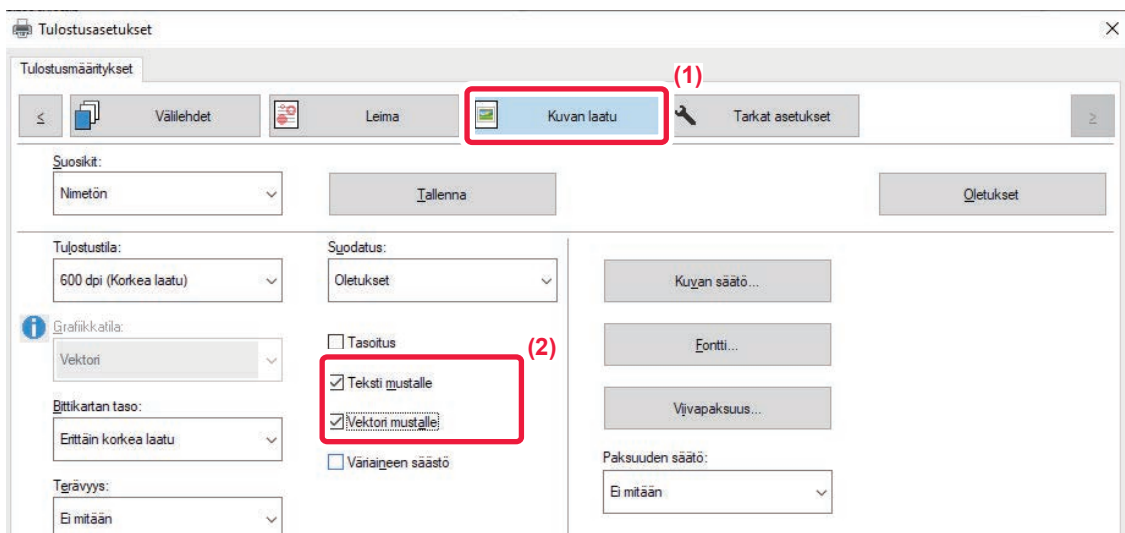 Tulostusasetukset
Tulostusmääritykset
(1)
< Välilehdet Leima Kuvan laatu Tarkat asetukset >
Suosikit:
Nimetön Tallenna Oletukset
Tulostustila: Suodatus:
600 dpi (Korkea laatu) Oletukset Kuvan säätö...
Grafiikkatila:
Tasoitus (2) Fontti...
Vektori
Teksti mustalle
Bittikartan taso: Vektori mustalle Viivapaksuus...
Erittäin korkea laatu
Väriaineen säästö Paksuuden säätö:
Terävyys:
Ei mitään Ei mitään